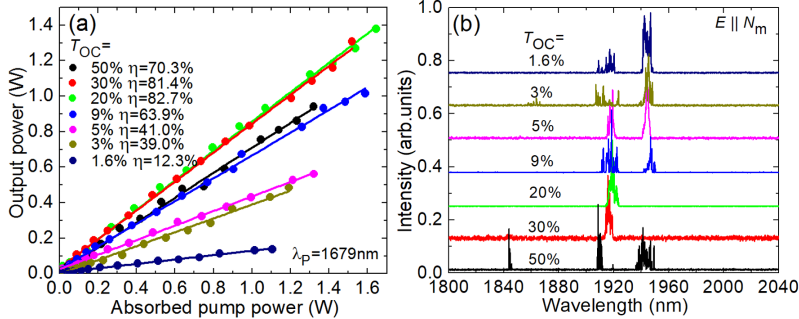 (a)
T_OC=
50% η=70.3%
30% η=81.4%
20% η=82.7%
9% η=63.9%
5% η=41.0%
3% η=39.0%
1.6% η=12.3%
λ_P=1679nm
Output power (W)
1.4
1.2
1.0
0.8
0.6
0.4
0.2
0.0
0.0 0.2 0.4 0.6 0.8 1.0 1.2 1.4 1.6
Absorbed pump power (W)
(b)
E || N_m
T_OC=
1.6%
3%
5%
9%
20%
30%
50%
Intensity (arb.units)
1.0
0.8
0.6
0.4
0.2
0.0
1800 1840 1880 1920 1960 2000 2040
Wavelength (nm)